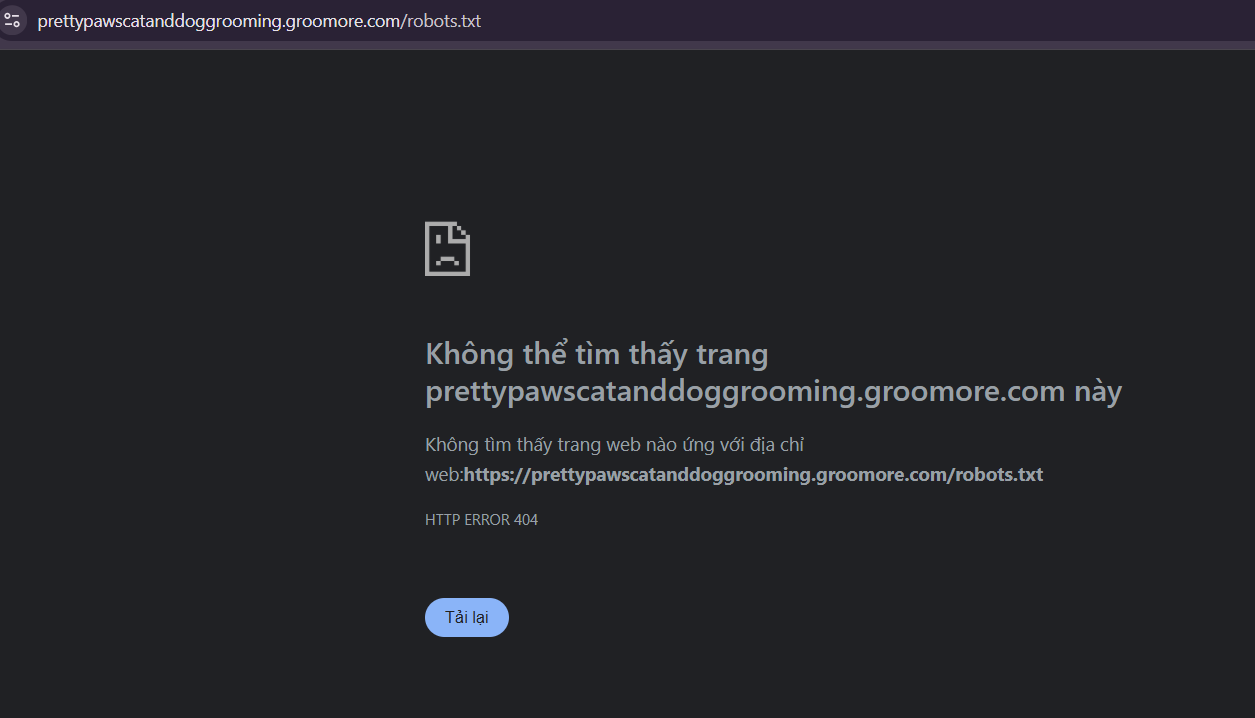 prettypawscatanddoggrooming.groomore.com/robots.txt
Không thể tìm thấy trang
prettypawscatanddoggrooming.groomore.com này
Không tìm thấy trang web nào ứng với địa chỉ
web:https://prettypawscatanddoggrooming.groomore.com/robots.txt
HTTP ERROR 404
Tải lại